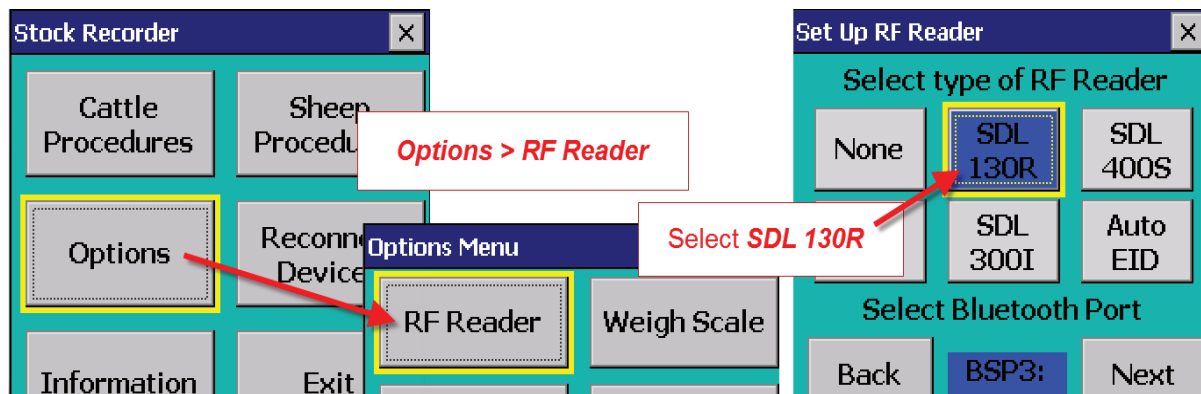 Stock Recorder
Cattle
Procedures
Sheep
Options
Information
Exit
Options > RF Reader
Options Menu
RF Reader
Weigh Scale
Set Up RF Reader
Select type of RF Reader
None
SDL
130R
SDL
400S
Select SDL 130R
SDL
300I
Auto
EID
Select Bluetooth Port
Back
BSP3:
Next